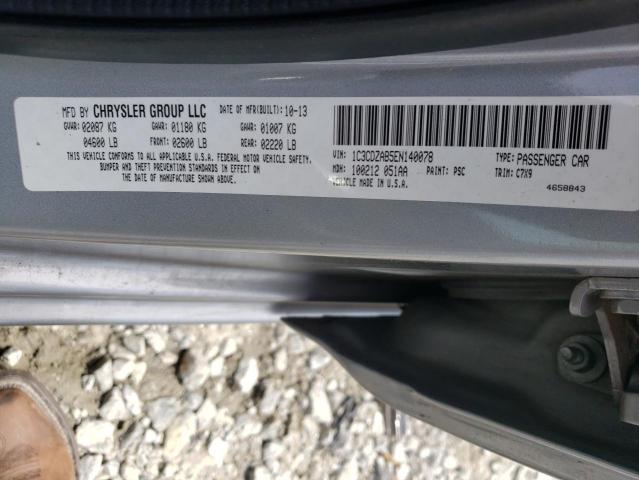 MFD BY CHRYSLER GROUP LLC DATE OF MFR(BUILT): 10-13
GVWR: 02087 KG GAWR: 01180 KG GAWR: 01007 KG
04600 LB FRONT: 02600 LB REAR: 02220 LB
THIS VEHICLE CONFORMS TO ALL APPLICABLE U.S.A. FEDERAL MOTOR VEHICLE SAFETY,
BUMPER AND THEFT PREVENTION STANDARDS IN EFFECT ON THE
DATE OF MANUFACTURE SHOWN ABOVE.
VIN: 1C3CDZAB5EN140078 TYPE: PASSENGER CAR
MDH: 100212 051AA PAINT: PSC TRIM: C7X9
VEHICLE MADE IN U.S.A.
4658843